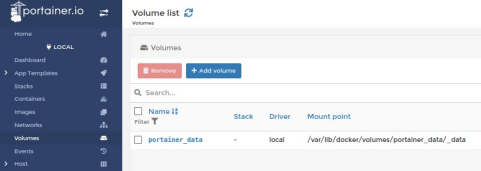 portainer.io
Home
LOCAL
Dashboard
App Templates
Stacks
Containers
Images
Networks
Volumes
Events
Host
Volume list
Volumes
Volumes
Remove
+ Add volume
Search...
Name
Filter
Stack
Driver
Mount point
portainer_data
-
local
/var/lib/docker/volumes/portainer_data/_data